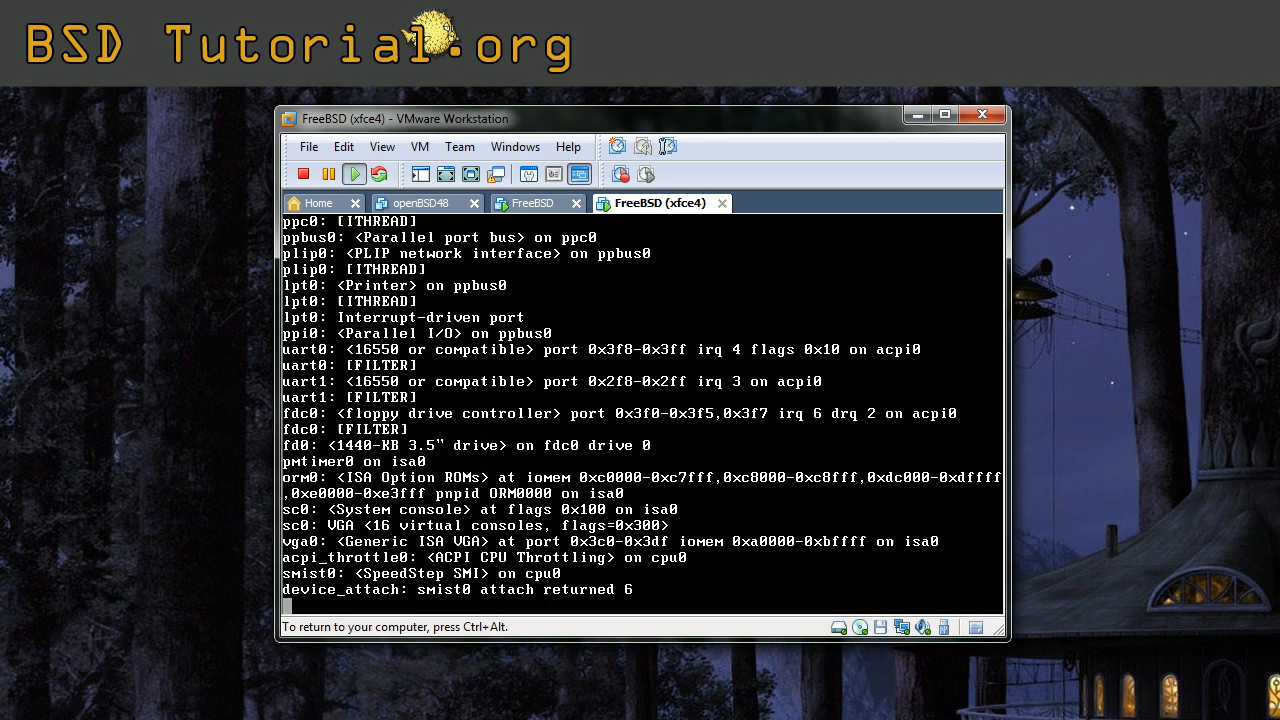 BSD Tutorial.org
FreeBSD (xfce4) - VMware Workstation
File Edit View VM Team Windows Help
Home openBSD48 FreeBSD FreeBSD (xfce4)
ppc0: [ITHREAD]
ppbus0: <Parallel port bus> on ppc0
plip0: <PLIP network interface> on ppbus0
plip0: [ITHREAD]
lpt0: <Printer> on ppbus0
lpt0: [ITHREAD]
lpt0: Interrupt-driven port
ppi0: <Parallel I/O> on ppbus0
uart0: <16550 or compatible> port 0x3f8-0x3ff irq 4 flags 0x10 on acpi0
uart0: [FILTER]
uart1: <16550 or compatible> port 0x2f8-0x2ff irq 3 on acpi0
uart1: [FILTER]
fdc0: <floppy drive controller> port 0x3f0-0x3f5,0x3f7 irq 6 drq 2 on acpi0
fdc0: [FILTER]
fd0: <1440-KB 3.5" drive> on fdc0 drive 0
pmtimer0 on isa0
orm0: <ISA Option ROMs> at iomem 0xc0000-0xc7fff,0xc8000-0xc8fff,0xdc000-0xdffff
,0xe0000-0xe3fff pnpid ORM0000 on isa0
sc0: <System console> at flags 0x100 on isa0
sc0: VGA <16 virtual consoles, flags=0x300>
vga0: <Generic ISA VGA> at port 0x3c0-0x3df iomem 0xa0000-0xbffff on isa0
acpi_throttle0: <ACPI CPU Throttling> on cpu0
smist0: <SpeedStep SMI> on cpu0
device_attach: smist0 attach returned 6
To return to your computer, press Ctrl+Alt.